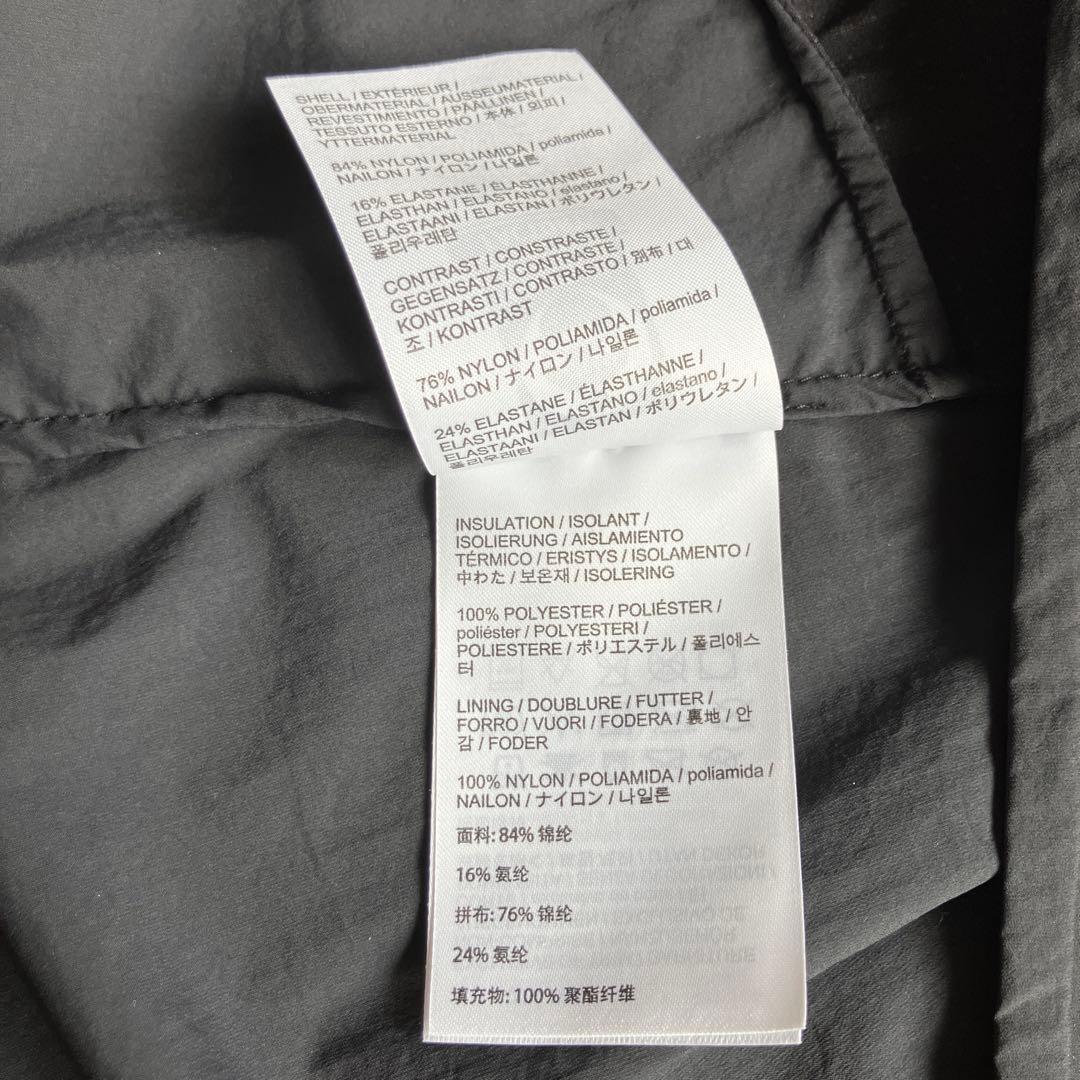 SHELL / EXTÉRIEUR /
OBERMATERIAL / AUSSEUMATERIAL /
REVESTIMIENTO / PÄÄLLINEN /
TESSUTO ESTERNO / 本体 / 외피 /
YTTERMATERIAL
84% NYLON / POLIAMIDA / poliamida /
NAILON / ナイロン / 나일론
16% ELASTANE / ÉLASTHANNE /
ELASTHAN / ELASTANO / elastano /
ELASTAANI / ELASTAN / ポリウレタン /
폴리우레탄
CONTRAST / CONSTRASTE /
GEGENSATZ / CONTRASTE /
KONTRASTI / CONTRASTO / 別布 / 대
조 / KONTRAST
76% NYLON / POLIAMIDA / poliamida /
NAILON / ナイロン / 나일론
24% ELASTANE / ÉLASTHANNE /
ELASTHAN / ELASTANO / elastano /
ELASTAANI / ELASTAN / ポリウレタン /
폴리우레탄
INSULATION / ISOLANT /
ISOLIERUNG / AISLAMIENTO
TÉRMICO / ERISTYS / ISOLAMENTO /
中わた / 보온재 / ISOLERING
100% POLYESTER / POLIÉSTER /
poliéster / POLYESTERI /
POLIESTERE / ポリエステル / 폴리에스
터
LINING / DOUBLURE / FUTTER /
FORRO / VUORI / FODERA / 裏地 / 안
감 / FODER
100% NYLON / POLIAMIDA / poliamida /
NAILON / ナイロン / 나일론
面料: 84% 锦纶
16% 氨纶
拼布: 76% 锦纶
24% 氨纶
填充物: 100% 聚酯纤维